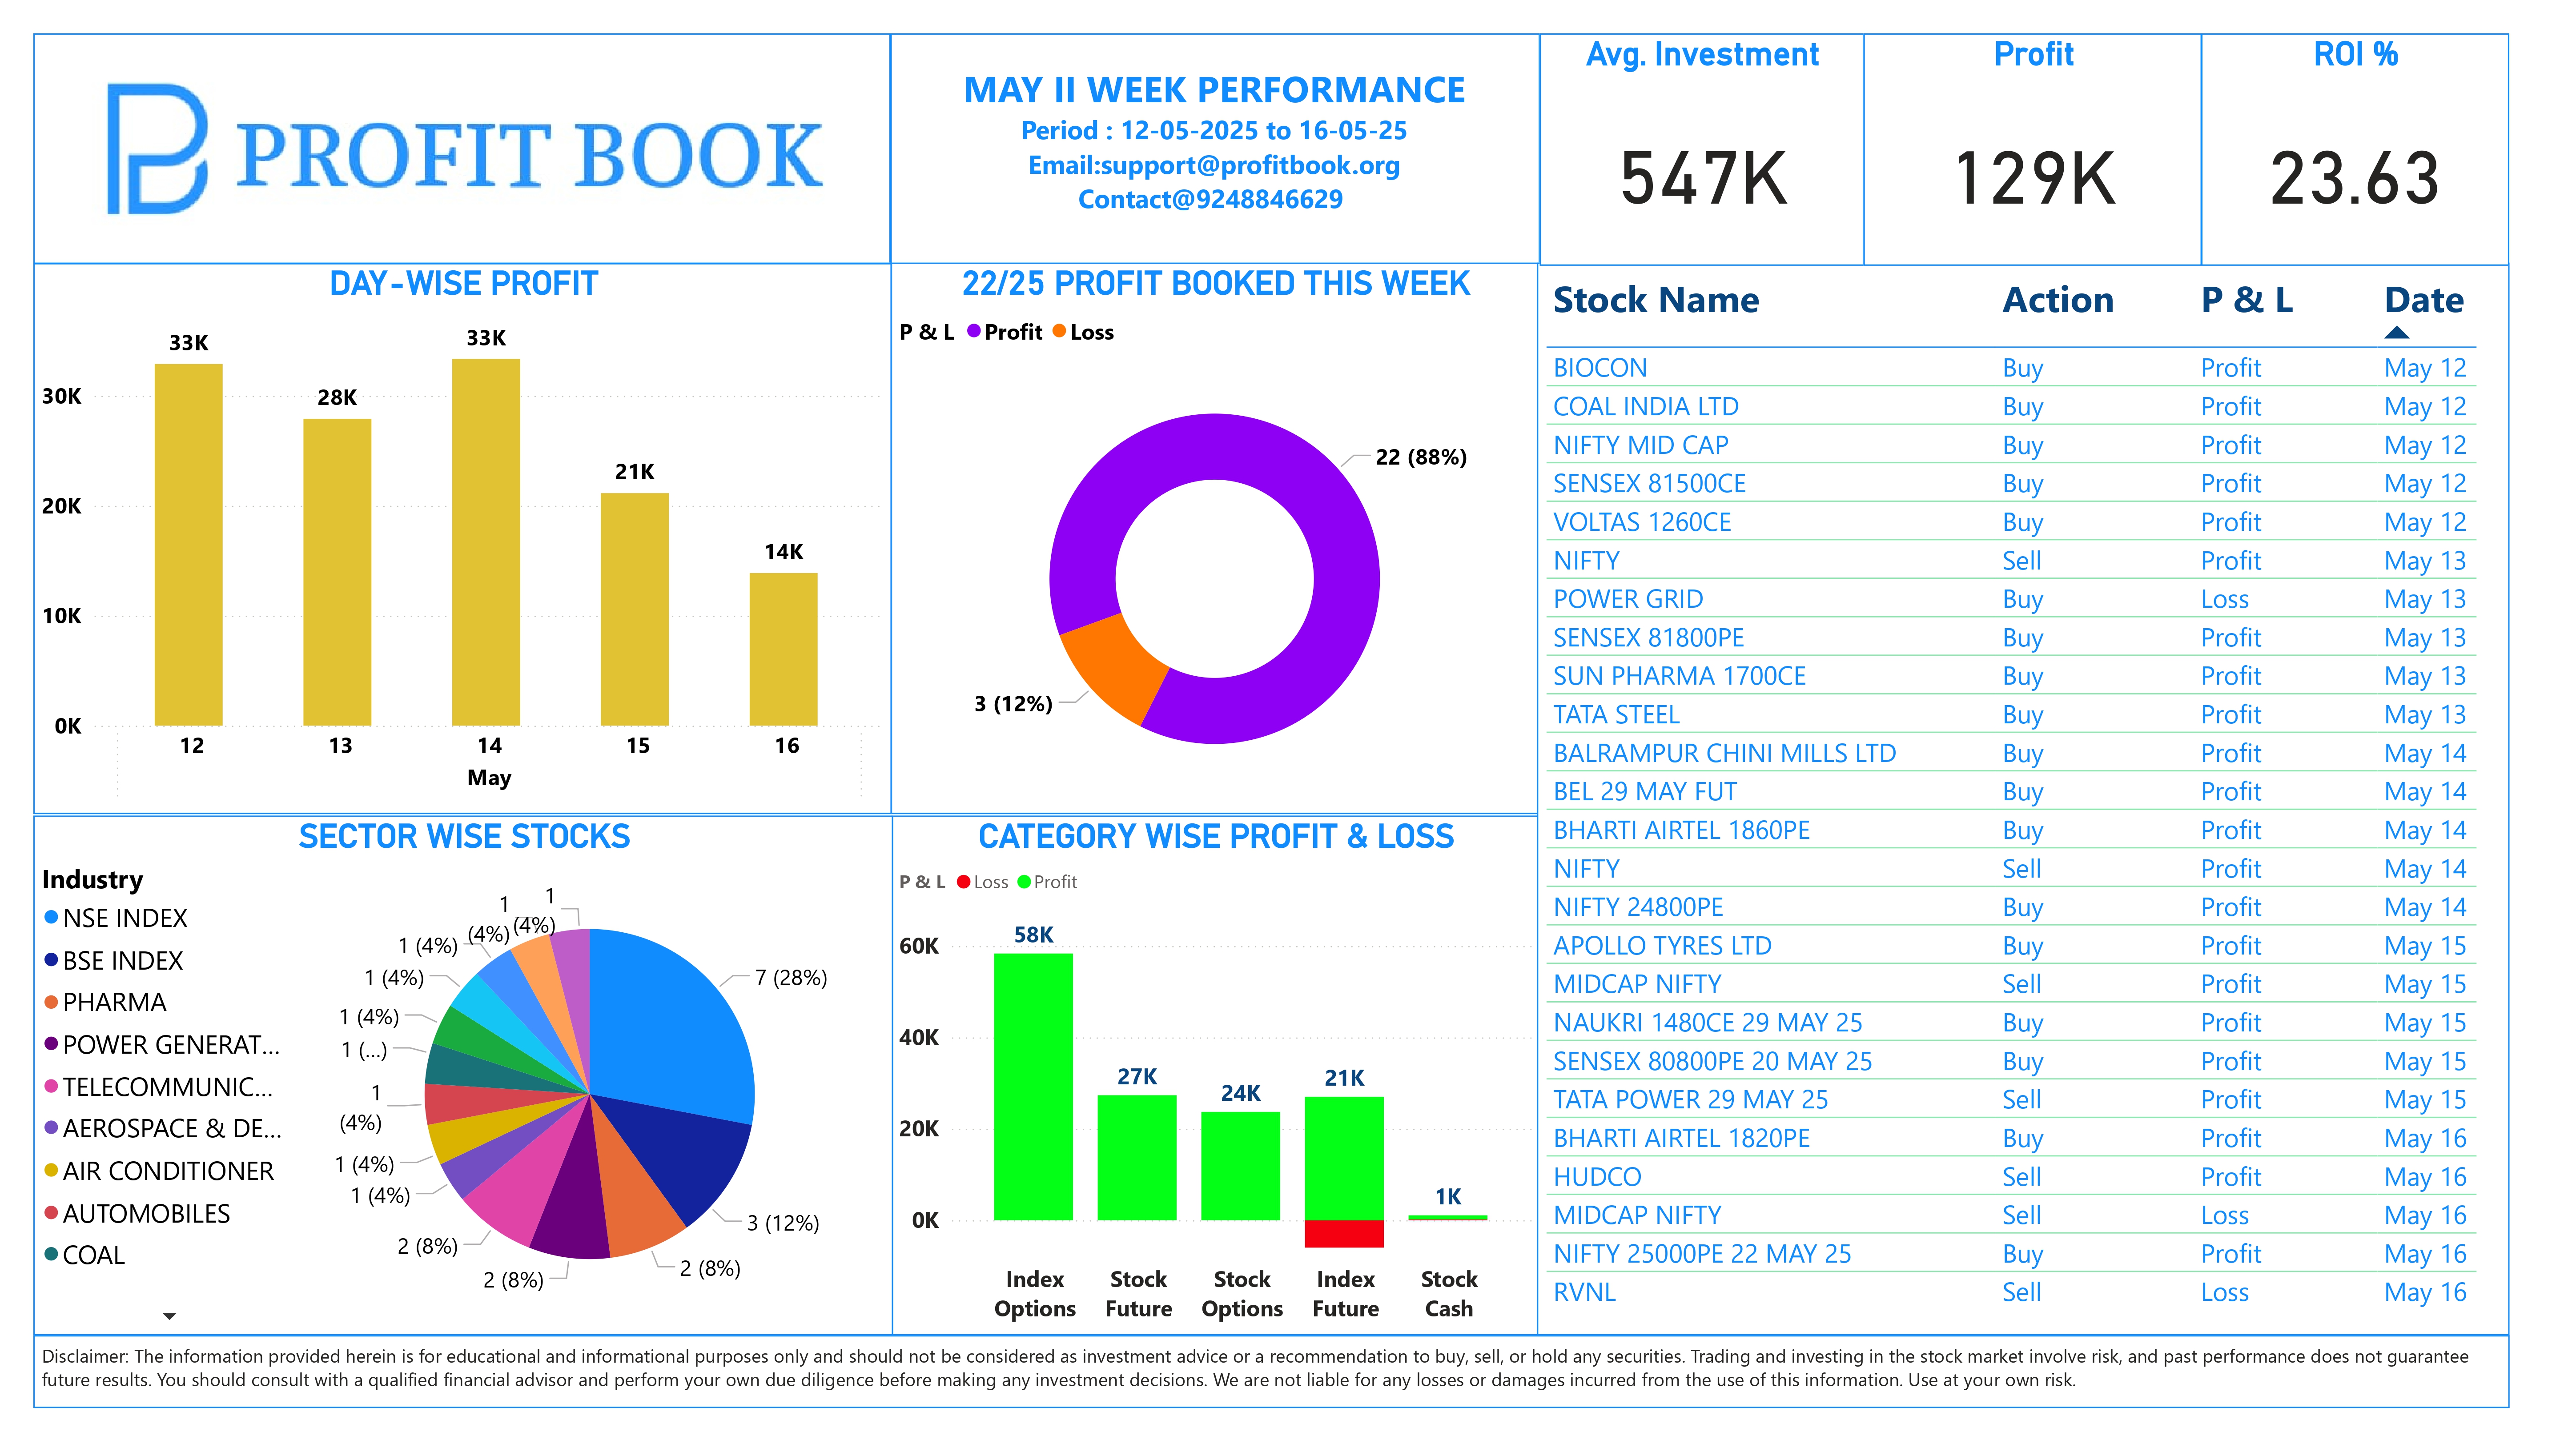 PROFIT BOOK
MAY II WEEK PERFORMANCE
Period : 12-05-2025 to 16-05-25
Email:support@profitbook.org
Contact@9248846629
Avg. Investment
547K
Profit
129K
ROI %
23.63
DAY-WISE PROFIT
33K
28K
33K
21K
14K
30K
20K
10K
0K
12 13 14 15 16
May
22/25 PROFIT BOOKED THIS WEEK
P & L Profit Loss
22 (88%)
3 (12%)
SECTOR WISE STOCKS
Industry
NSE INDEX
BSE INDEX
PHARMA
POWER GENERAT...
TELECOMMUNIC...
AEROSPACE & DE...
AIR CONDITIONER
AUTOMOBILES
COAL
7 (28%)
3 (12%)
2 (8%)
2 (8%)
2 (8%)
1 (4%)
1 (4%)
1
(4%)
1 (...)
1 (4%)
1 (4%)
1 (4%)
1
(4%)
1
(4%)
CATEGORY WISE PROFIT & LOSS
P & L Loss Profit
58K
27K
24K
21K
1K
60K
40K
20K
0K
Index Stock Stock Index Stock
Options Future Options Future Cash
Stock Name Action P & L Date
BIOCON Buy Profit May 12
COAL INDIA LTD Buy Profit May 12
NIFTY MID CAP Buy Profit May 12
SENSEX 81500CE Buy Profit May 12
VOLTAS 1260CE Buy Profit May 12
NIFTY Sell Profit May 13
POWER GRID Buy Loss May 13
SENSEX 81800PE Buy Profit May 13
SUN PHARMA 1700CE Buy Profit May 13
TATA STEEL Buy Profit May 13
BALRAMPUR CHINI MILLS LTD Buy Profit May 14
BEL 29 MAY FUT Buy Profit May 14
BHARTI AIRTEL 1860PE Buy Profit May 14
NIFTY Sell Profit May 14
NIFTY 24800PE Buy Profit May 14
APOLLO TYRES LTD Buy Profit May 15
MIDCAP NIFTY Sell Profit May 15
NAUKRI 1480CE 29 MAY 25 Buy Profit May 15
SENSEX 80800PE 20 MAY 25 Buy Profit May 15
TATA POWER 29 MAY 25 Sell Profit May 15
BHARTI AIRTEL 1820PE Buy Profit May 16
HUDCO Sell Profit May 16
MIDCAP NIFTY Sell Loss May 16
NIFTY 25000PE 22 MAY 25 Buy Profit May 16
RVNL Sell Loss May 16
Disclaimer: The information provided herein is for educational and informational purposes only and should not be considered as investment advice or a recommendation to buy, sell, or hold any securities. Trading and investing in the stock market involve risk, and past performance does not guarantee
future results. You should consult with a qualified financial advisor and perform your own due diligence before making any investment decisions. We are not liable for any losses or damages incurred from the use of this information. Use at your own risk.